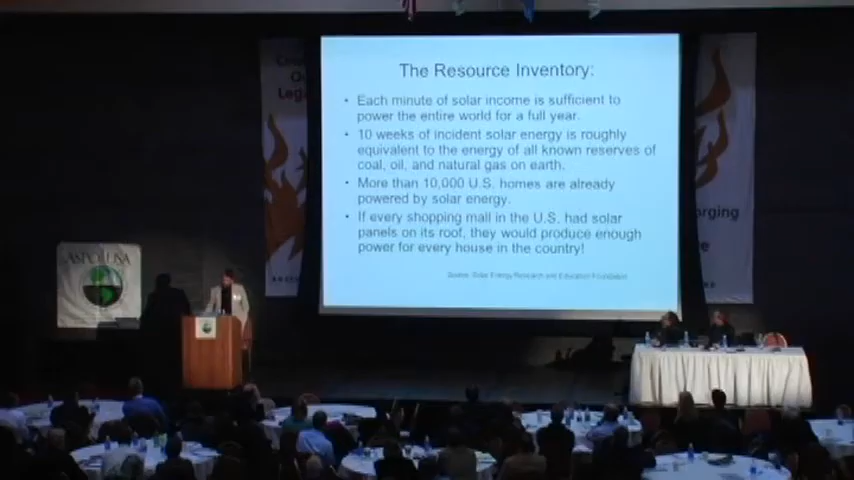 The Resource Inventory:
• Each minute of solar income is sufficient to
power the entire world for a full year.
• 10 weeks of incident solar energy is roughly
equivalent to the energy of all known reserves of
coal, oil, and natural gas on earth.
• More than 10,000 U.S. homes are already
powered by solar energy.
• If every shopping mall in the U.S. had solar
panels on its roof, they would produce enough
power for every house in the country!
Source: Solar Energy Research and Education Foundation
ASPO USA